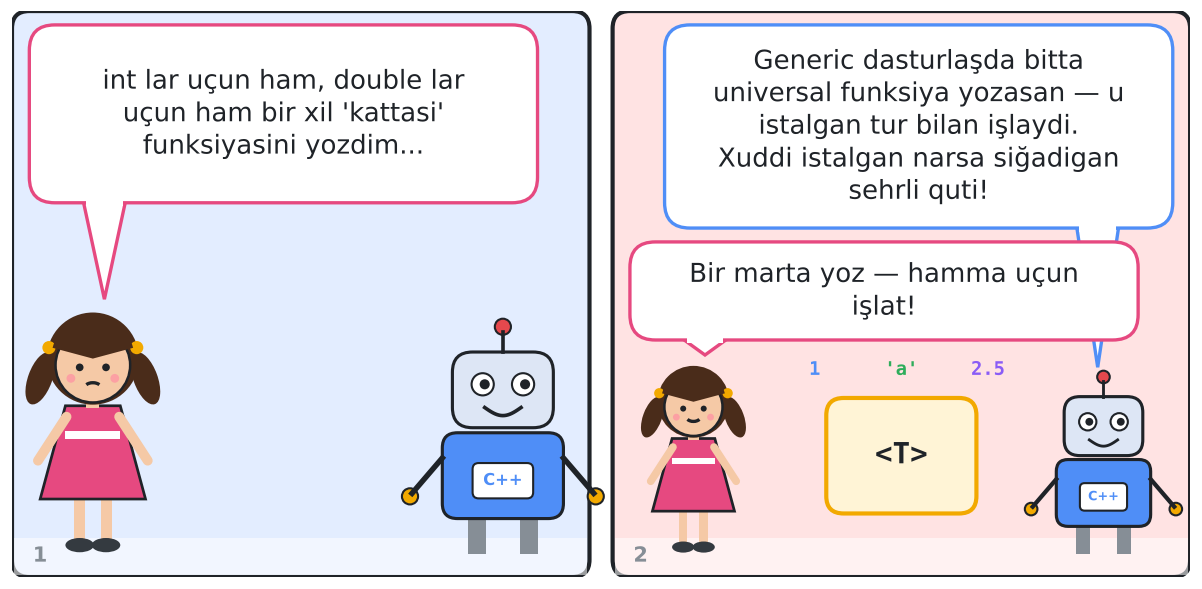 int lar uçun ham, double lar
uçun ham bir xil 'kattasi'
funksiyasini yozdim...
C++
1
Generic dasturlaşda bitta
universal funksiya yozasan — u
istalgan tur bilan işlaydi.
Xuddi istalgan narsa siğadigan
sehrli quti!
Bir marta yoz — hamma uçun
işlat!
1 'a' 2.5
<T>
C++
2